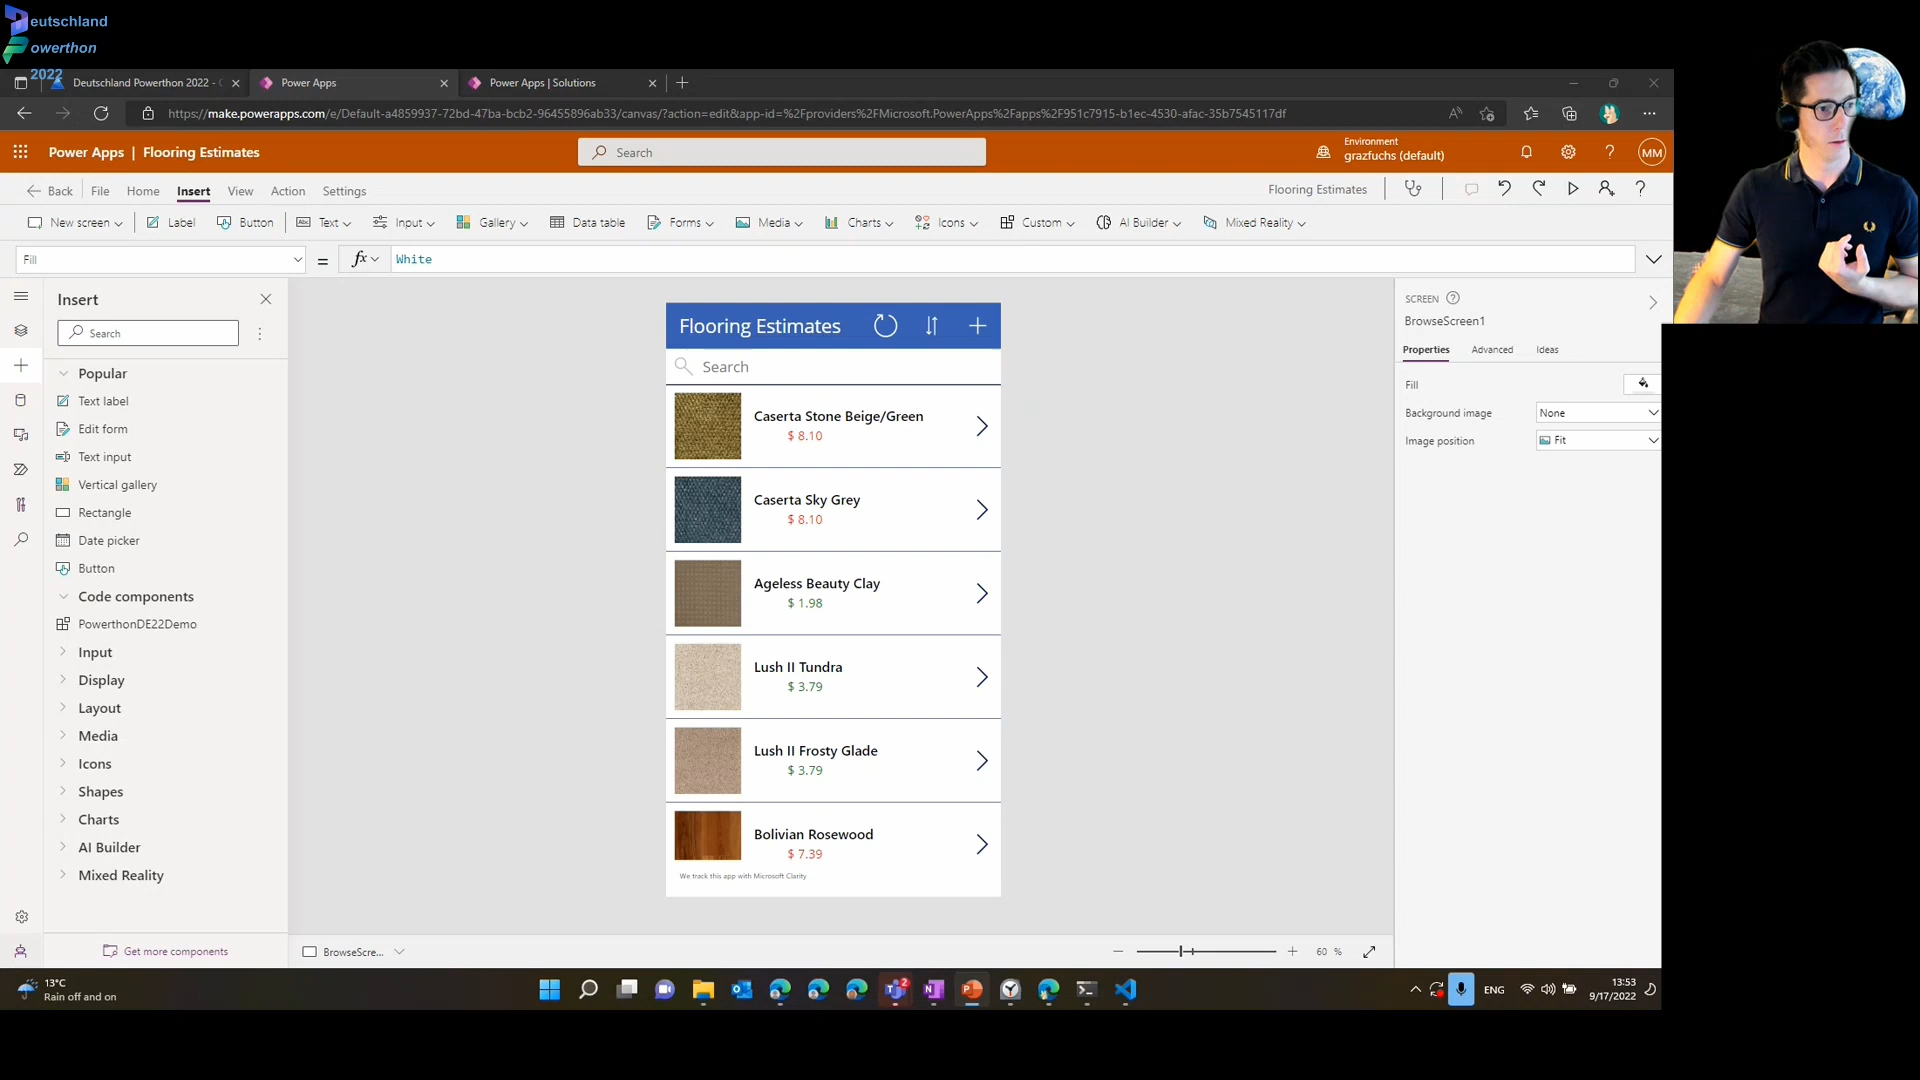 Deutschland
Powerthon
2022
Deutschland Powerthon 2022 -
Power Apps
Power Apps | Solutions
https://make.powerapps.com/e/Default-a4859937-72bd-47ba-bcb2-96455896ab33/canvas/?action=edit&app-id=%2Fproviders%2FMicrosoft.PowerApps%2Fapps%2F951c7915-b1ec-4530-afac-35b7545117df
Power Apps | Flooring Estimates
Search
Environment
grazfuchs (default)
MM
Back
File
Home
Insert
View
Action
Settings
Flooring Estimates
New screen
Label
Button
Text
Input
Gallery
Data table
Forms
Media
Charts
Icons
Custom
AI Builder
Mixed Reality
Fill
=
fx
White
Insert
Search
Popular
Text label
Edit form
Text input
Vertical gallery
Rectangle
Date picker
Button
Code components
PowerthonDE22Demo
Input
Display
Layout
Media
Icons
Shapes
Charts
AI Builder
Mixed Reality
Get more components
Flooring Estimates
Search
Caserta Stone Beige/Green
$ 8.10
Caserta Sky Grey
$ 8.10
Ageless Beauty Clay
$ 1.98
Lush II Tundra
$ 3.79
Lush II Frosty Glade
$ 3.79
Bolivian Rosewood
$ 7.39
We track this app with Microsoft Clarity
SCREEN
BrowseScreen1
Properties
Advanced
Ideas
Fill
Background image
None
Image position
Fit
BrowseScre...
60 %
13°C
Rain off and on
2
ENG
13:53
9/17/2022